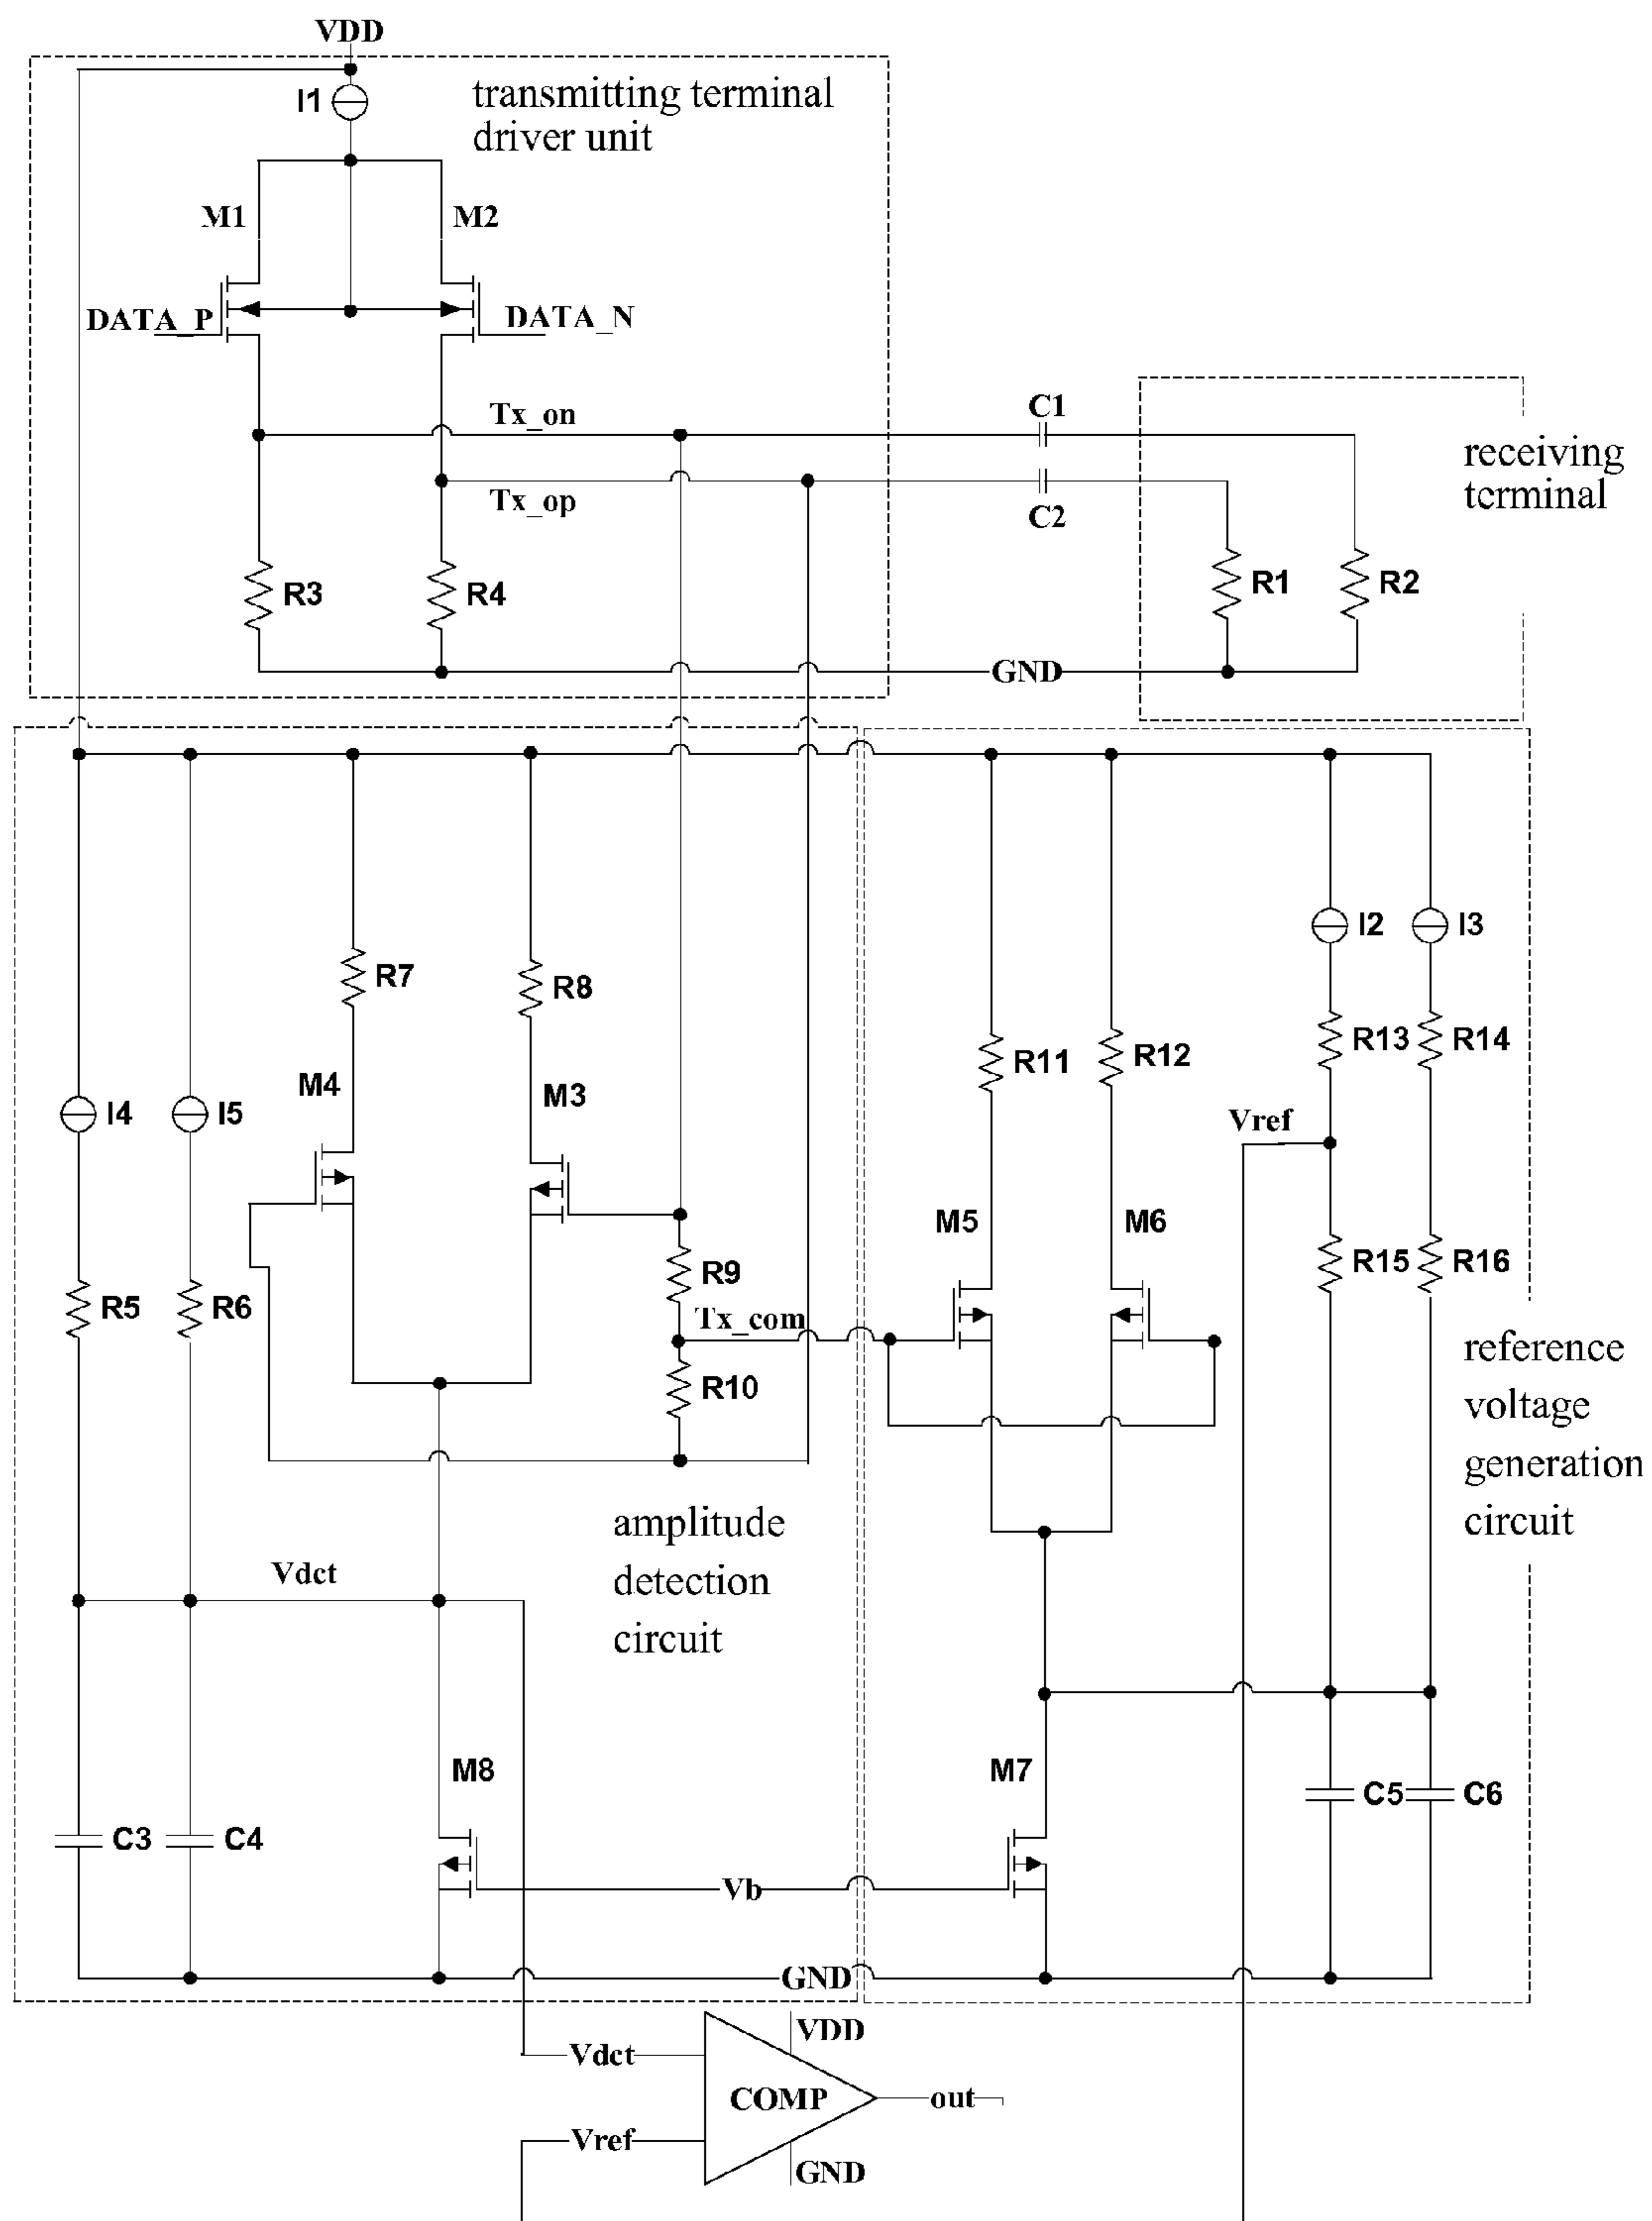 VDD
I1
transmitting terminal
driver unit
M1
M2
DATA_P
DATA_N
Tx_on
C1
receiving
terminal
Tx_op
C2
R3
R4
R1
R2
GND
I2
I3
R7
R8
R13
R14
R11
R12
M4
M3
I4
I5
Vref
M5
M6
R9
R15
R16
R5
R6
Tx_com
R10
reference
voltage
generation
circuit
amplitude
detection
circuit
Vdct
M8
M7
C5
C6
C3
C4
Vb
GND
VDD
Vdct
COMP
out
Vref
GND